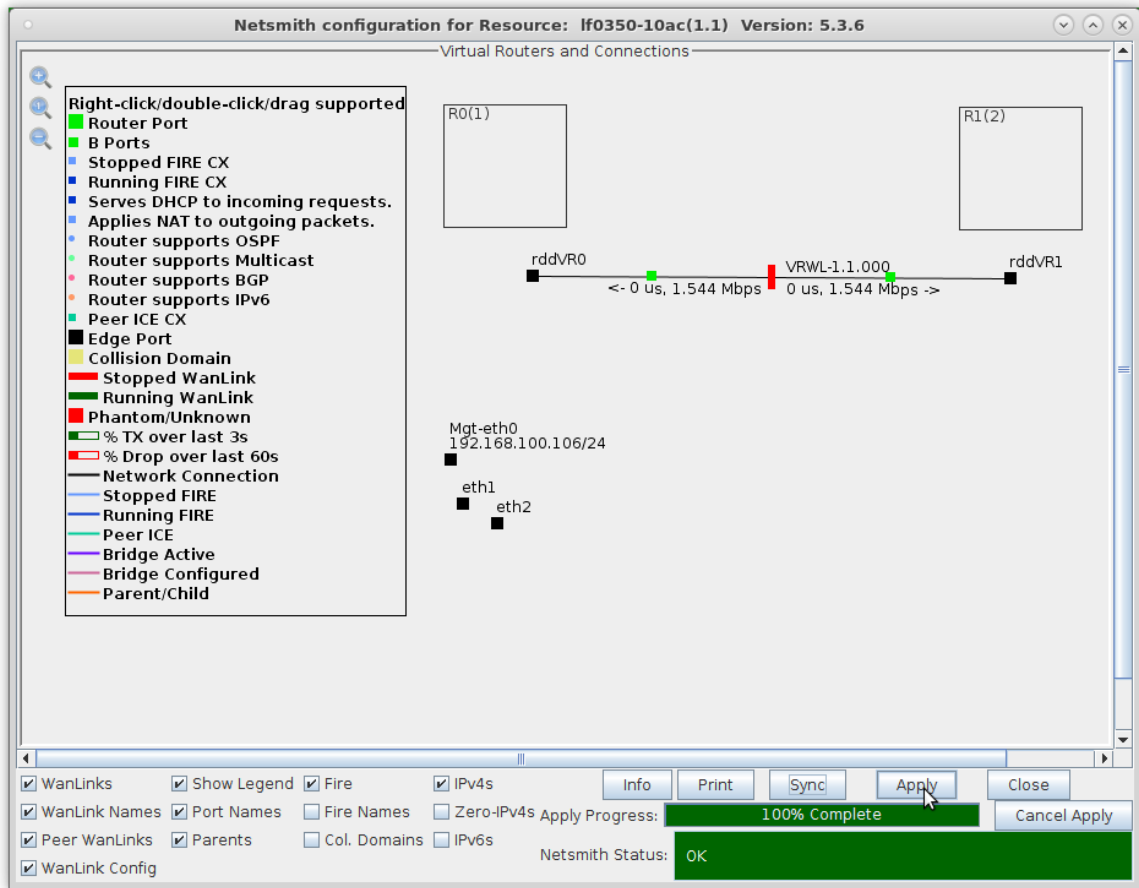 Netsmith configuration for Resource:  lf0350-10ac(1.1)  Version: 5.3.6
Virtual Routers and Connections
Right-click/double-click/drag supported
Router Port
B Ports
Stopped FIRE CX
Running FIRE CX
Serves DHCP to incoming requests.
Applies NAT to outgoing packets.
Router supports OSPF
Router supports Multicast
Router supports BGP
Router supports IPv6
Peer ICE CX
Edge Port
Collision Domain
Stopped WanLink
Running WanLink
Phantom/Unknown
% TX over last 3s
% Drop over last 60s
Network Connection
Stopped FIRE
Running FIRE
Peer ICE
Bridge Active
Bridge Configured
Parent/Child
R0(1)
R1(2)
rddVR0
VRWL-1.1.000
rddVR1
<- 0 us, 1.544 Mbps
0 us, 1.544 Mbps ->
Mgt-eth0
192.168.100.106/24
eth1
eth2
WanLinks Show Legend Fire IPv4s Info Print Sync Apply Close
WanLink Names Port Names Fire Names Zero-IPv4s Apply Progress: 100% Complete Cancel Apply
Peer WanLinks Parents Col. Domains IPv6s Netsmith Status: OK
WanLink Config